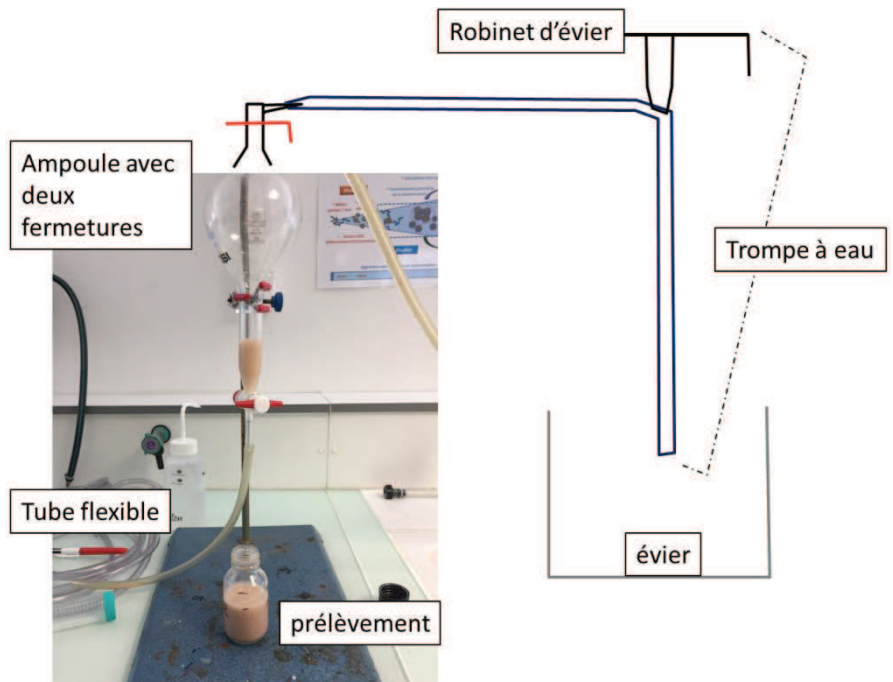 Robinet d'évier
Ampoule avec
deux
fermetures
Trompe à eau
Tube flexible
évier
prélèvement